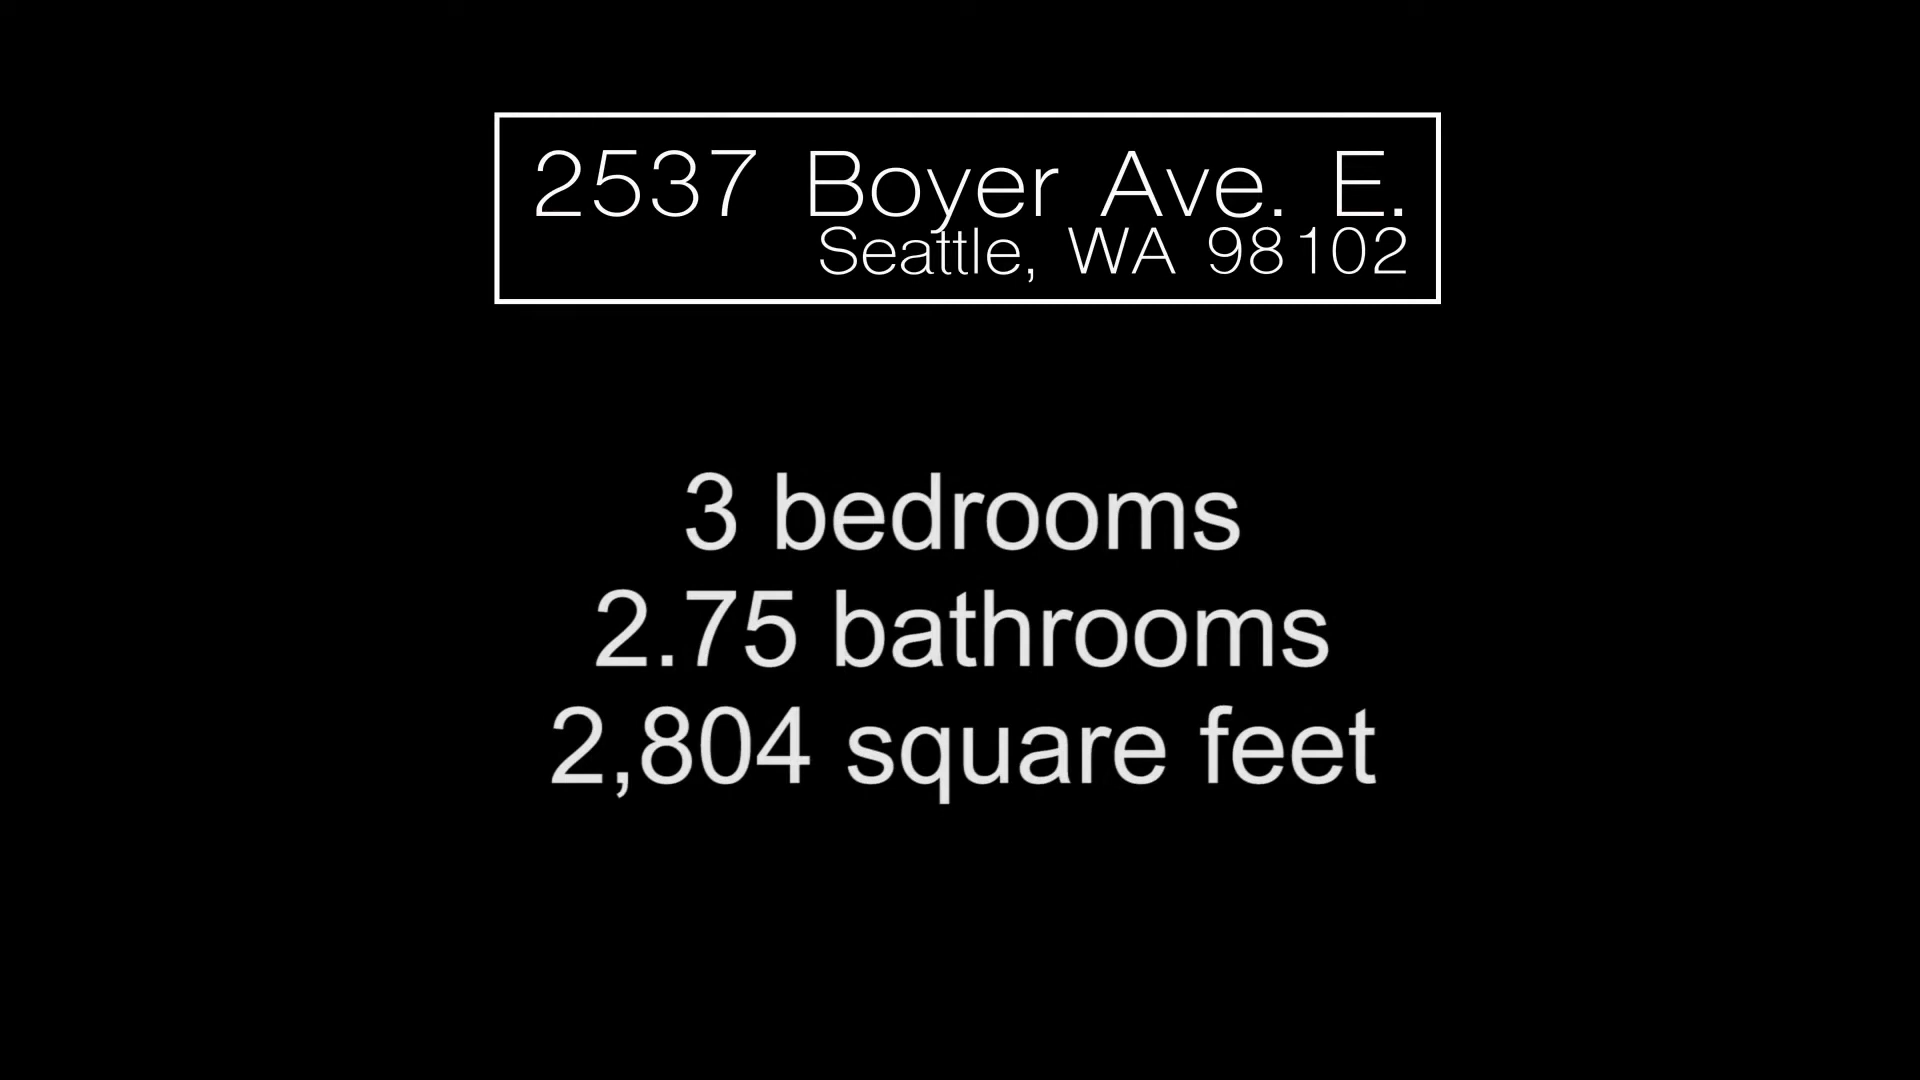 2537 Boyer Ave. E.
Seattle, WA 98102
3 bedrooms
2.75 bathrooms
2,804 square feet